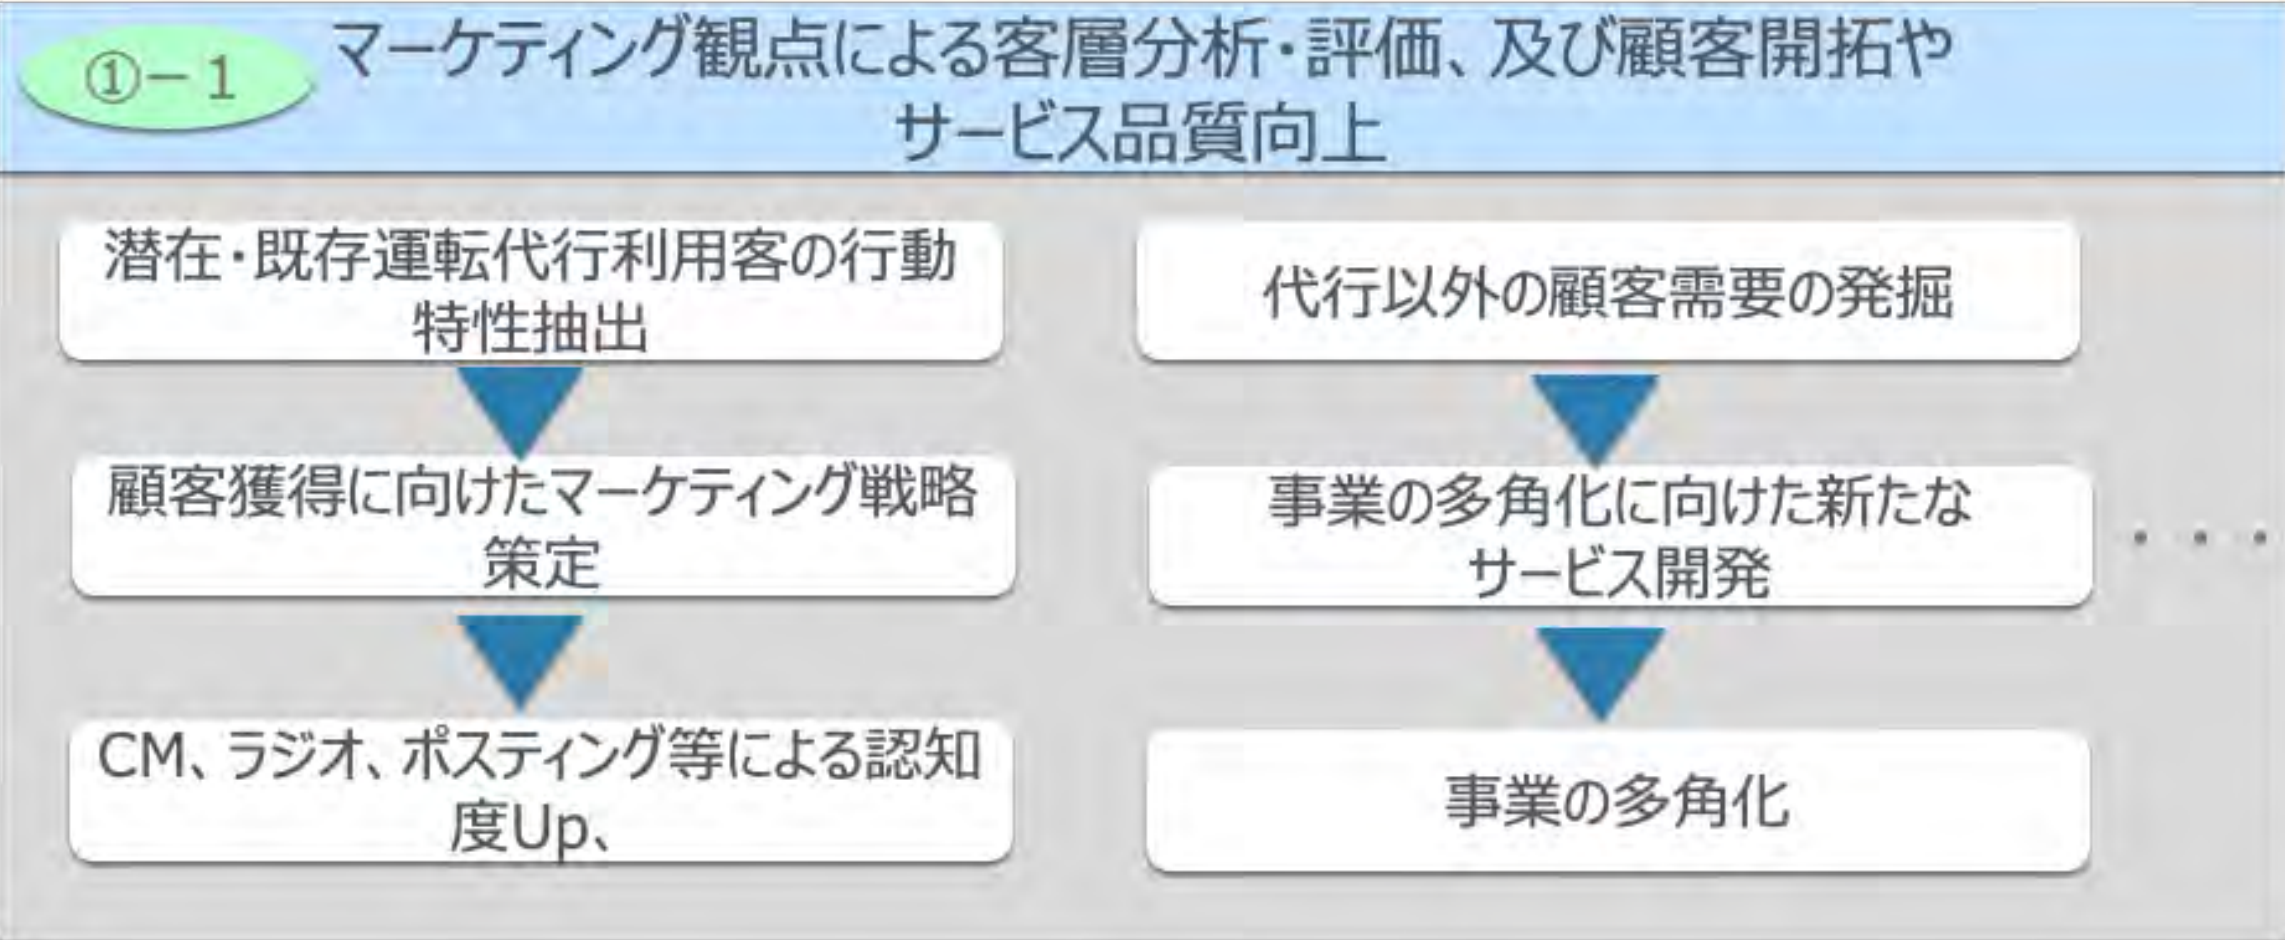 ①－1
マーケティング観点による客層分析・評価、及び顧客開拓や
サービス品質向上
潜在・既存運転代行利用客の行動
特性抽出
顧客獲得に向けたマーケティング戦略
策定
CM、ラジオ、ポスティング等による認知
度Up、
代行以外の顧客需要の発掘
事業の多角化に向けた新たな
サービス開発
事業の多角化
・・・